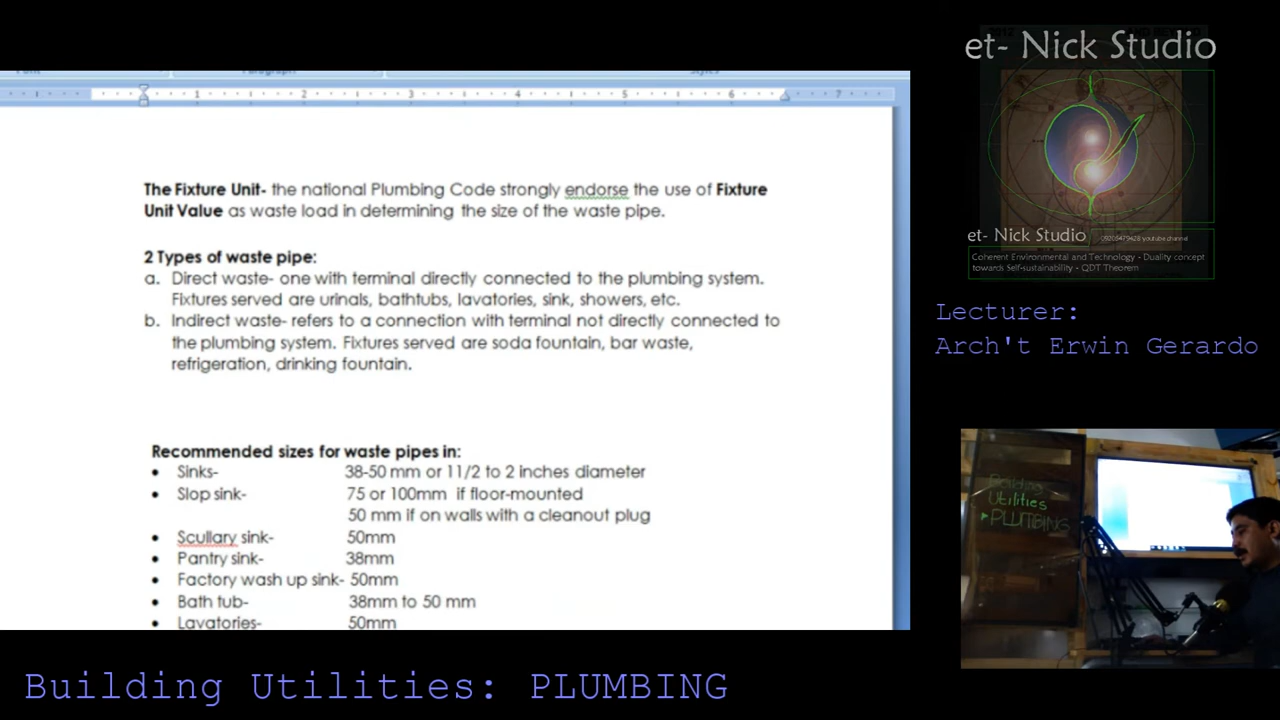 et- Nick Studio
The Fixture Unit- the national Plumbing Code strongly endorse the use of Fixture
Unit Value as waste load in determining the size of the waste pipe.
2 Types of waste pipe:
a. Direct waste- one with terminal directly connected to the plumbing system.
Fixtures served are urinals, bathtubs, lavatories, sink, showers, etc.
b. Indirect waste- refers to a connection with terminal not directly connected to
the plumbing system. Fixtures served are soda fountain, bar waste,
refrigeration, drinking fountain.
Recommended sizes for waste pipes in:
• Sinks- 38-50 mm or 11/2 to 2 inches diameter
• Slop sink- 75 or 100mm if floor-mounted
50 mm if on walls with a cleanout plug
• Scullary sink- 50mm
• Pantry sink- 38mm
• Factory wash up sink- 50mm
• Bath tub- 38mm to 50 mm
• Lavatories- 50mm
et- Nick Studio
09205479428 youtube channel
Coherent Environmental and Technology - Duality concept
towards Self-sustainability - QDT Theorem
Lecturer:
Arch't Erwin Gerardo
Building
Utilities
PLUMBING
Building Utilities: PLUMBING